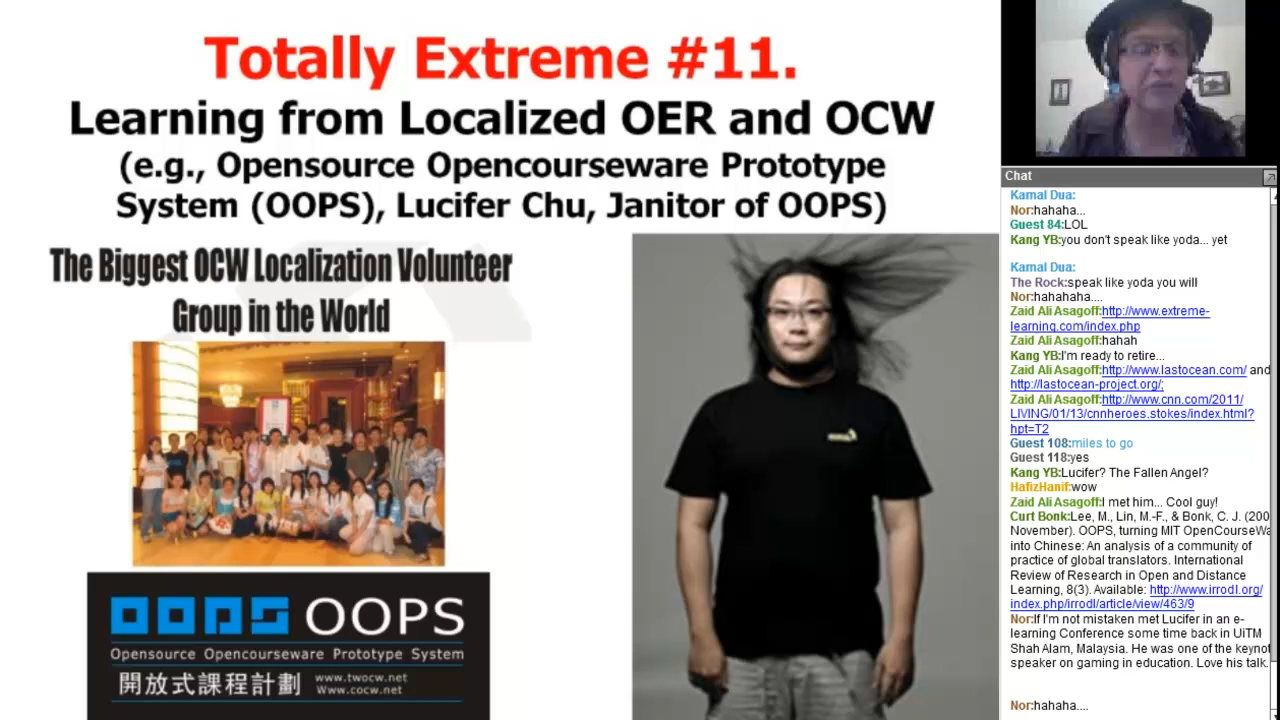 Totally Extreme #11.
Learning from Localized OER and OCW
(e.g., Opensource Opencourseware Prototype
System (OOPS), Lucifer Chu, Janitor of OOPS)
The Biggest OCW Localization Volunteer
Group in the World
OOPS OOPS
Opensource Opencourseware Prototype System
開放式課程計劃
www.twocw.net
Www.cocw.net
Chat
Kamal Dua:
Nor:hahaha...
Guest 84:LOL
Kang YB:you don't speak like yoda... yet
Kamal Dua:
The Rock:speak like yoda you will
Nor:hahahaha....
Zaid Ali Asagoff:http://www.extreme-
learning.com/index.php
Zaid Ali Asagoff:hahah
Kang YB:I'm ready to retire...
Zaid Ali Asagoff:http://www.lastocean.com/ and
http://lastocean-project.org/;
Zaid Ali Asagoff:http://www.cnn.com/2011/
LIVING/01/13/cnnheroes.stokes/index.html?
hpt=T2
Guest 108:miles to go
Guest 118:yes
Kang YB:Lucifer? The Fallen Angel?
HafizHanif:wow
Zaid Ali Asagoff:I met him... Cool guy!
Curt Bonk:Lee, M., Lin, M.-F., & Bonk, C. J. (200
November). OOPS, turning MIT OpenCourseWa
into Chinese: An analysis of a community of
practice of global translators. International
Review of Research in Open and Distance
Learning, 8(3). Available: http://www.irrodl.org/
index.php/irrodl/article/view/463/9
Nor:If I'm not mistaken met Lucifer in an e-
learning Conference some time back in UiTM
Shah Alam, Malaysia. He was one of the keynot
speaker on gaming in education. Love his talk.
Nor:hahaha....